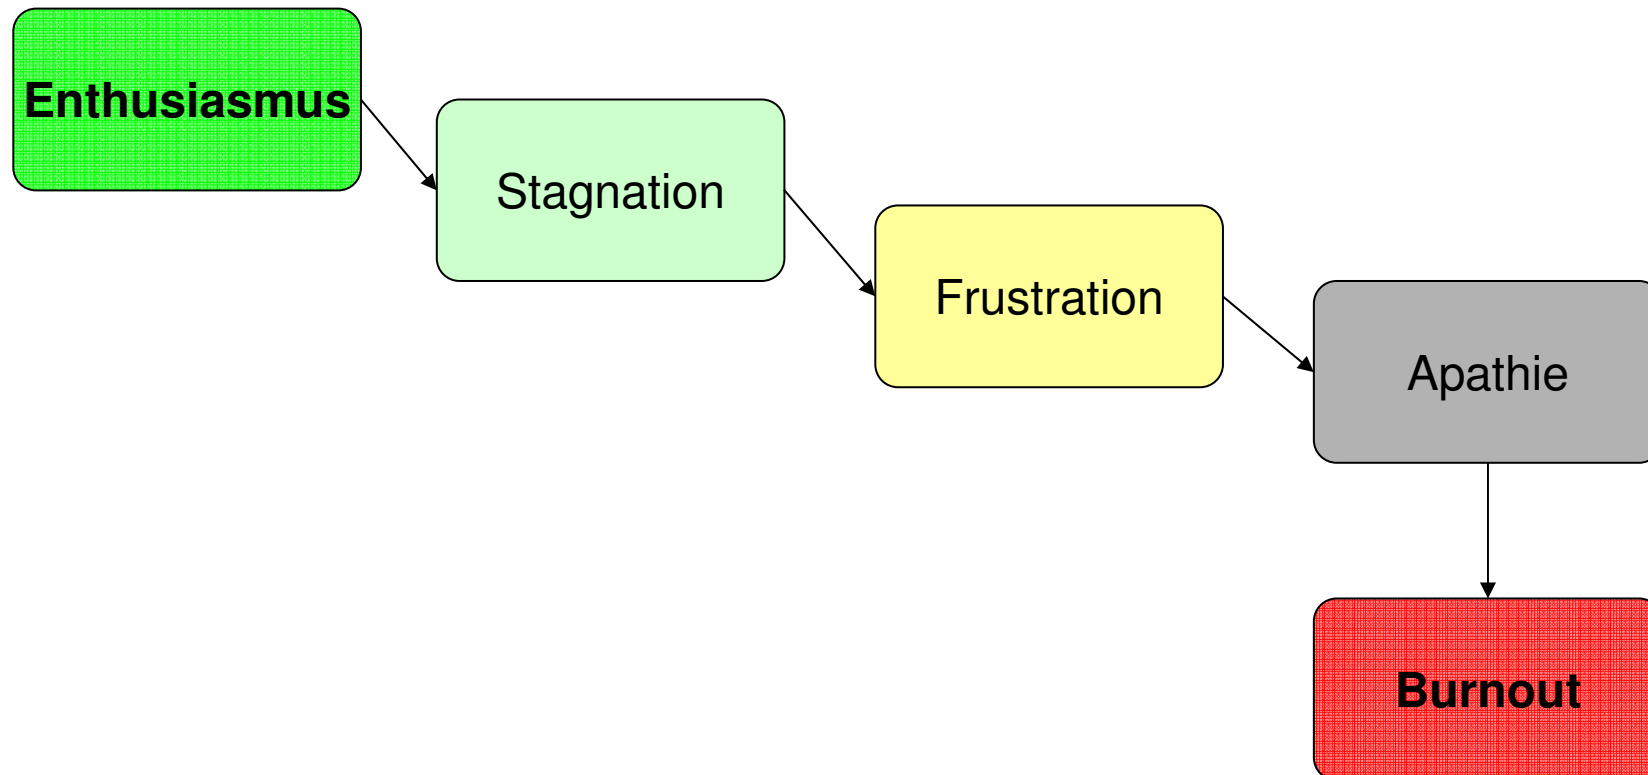 Enthusiasmus
Stagnation
Frustration
Apathie
Burnout